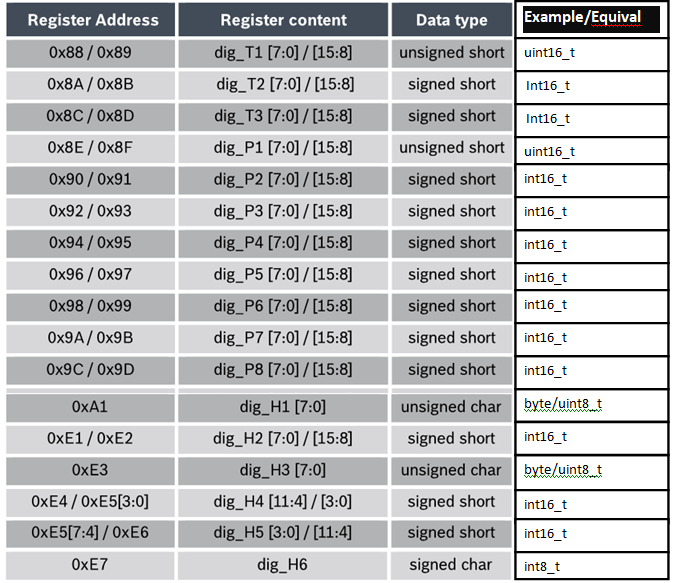 Register Address Register content Data type Example/Equival
0x88 / 0x89 dig_T1 [7:0] / [15:8] unsigned short uint16_t
0x8A / 0x8B dig_T2 [7:0] / [15:8] signed short Int16_t
0x8C / 0x8D dig_T3 [7:0] / [15:8] signed short Int16_t
0x8E / 0x8F dig_P1 [7:0] / [15:8] unsigned short uint16_t
0x90 / 0x91 dig_P2 [7:0] / [15:8] signed short int16_t
0x92 / 0x93 dig_P3 [7:0] / [15:8] signed short int16_t
0x94 / 0x95 dig_P4 [7:0] / [15:8] signed short int16_t
0x96 / 0x97 dig_P5 [7:0] / [15:8] signed short int16_t
0x98 / 0x99 dig_P6 [7:0] / [15:8] signed short int16_t
0x9A / 0x9B dig_P7 [7:0] / [15:8] signed short int16_t
0x9C / 0x9D dig_P8 [7:0] / [15:8] signed short int16_t
0xA1 dig_H1 [7:0] unsigned char byte/uint8_t
0xE1 / 0xE2 dig_H2 [7:0] / [15:8] signed short int16_t
0xE3 dig_H3 [7:0] unsigned char byte/uint8_t
0xE4 / 0xE5[3:0] dig_H4 [11:4] / [3:0] signed short int16_t
0xE5[7:4] / 0xE6 dig_H5 [3:0] / [11:4] signed short int16_t
0xE7 dig_H6 signed char int8_t